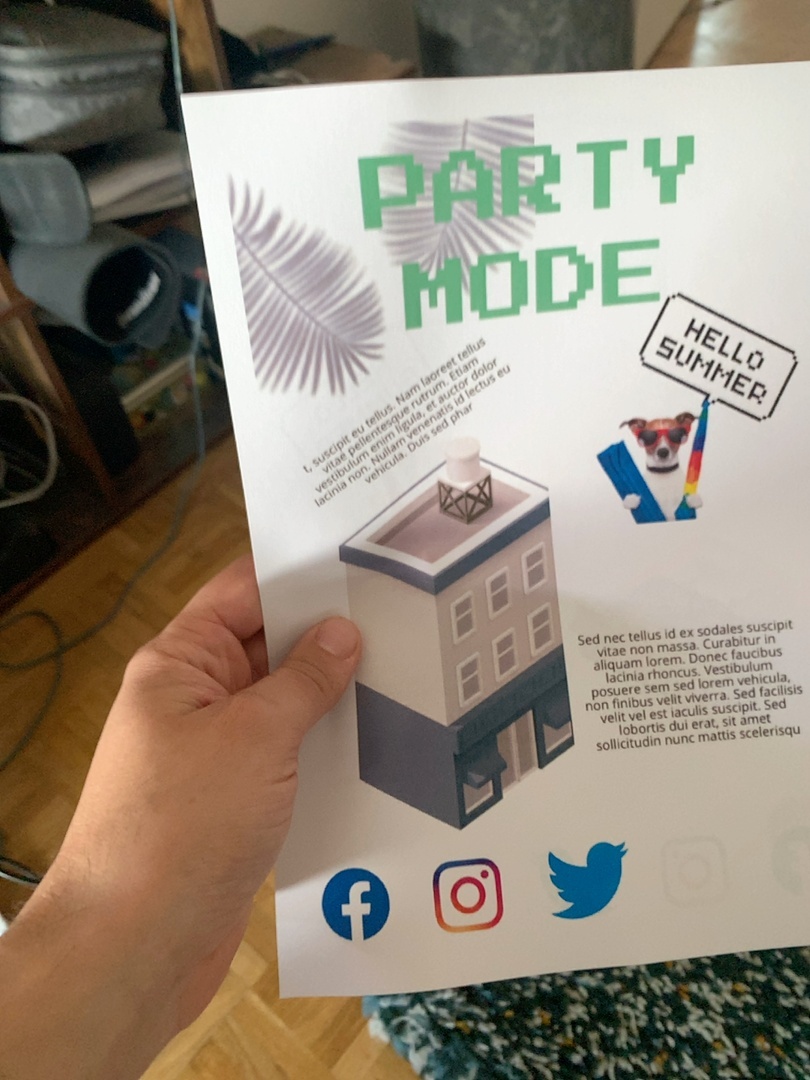 PARTY
MODE
HELLO
SUMMER
t, suscipit eu tellus. Nam laoreet tellus
vitae pellentesque rutrum. Etiam
vestibulum enim ligula, et auctor dolor
lacinia non. Nullam venenatis id lectus eu
vehicula. Duis sed phar
Sed nec tellus id ex sodales suscipit
vitae non massa. Curabitur in
aliquam lorem. Donec faucibus
lacinia rhoncus. Vestibulum
posuere sem sed lorem vehicula,
non finibus velit viverra. Sed facilisis
velit vel est iaculis suscipit. Sed
lobortis dui erat, sit amet
sollicitudin nunc mattis scelerisqu